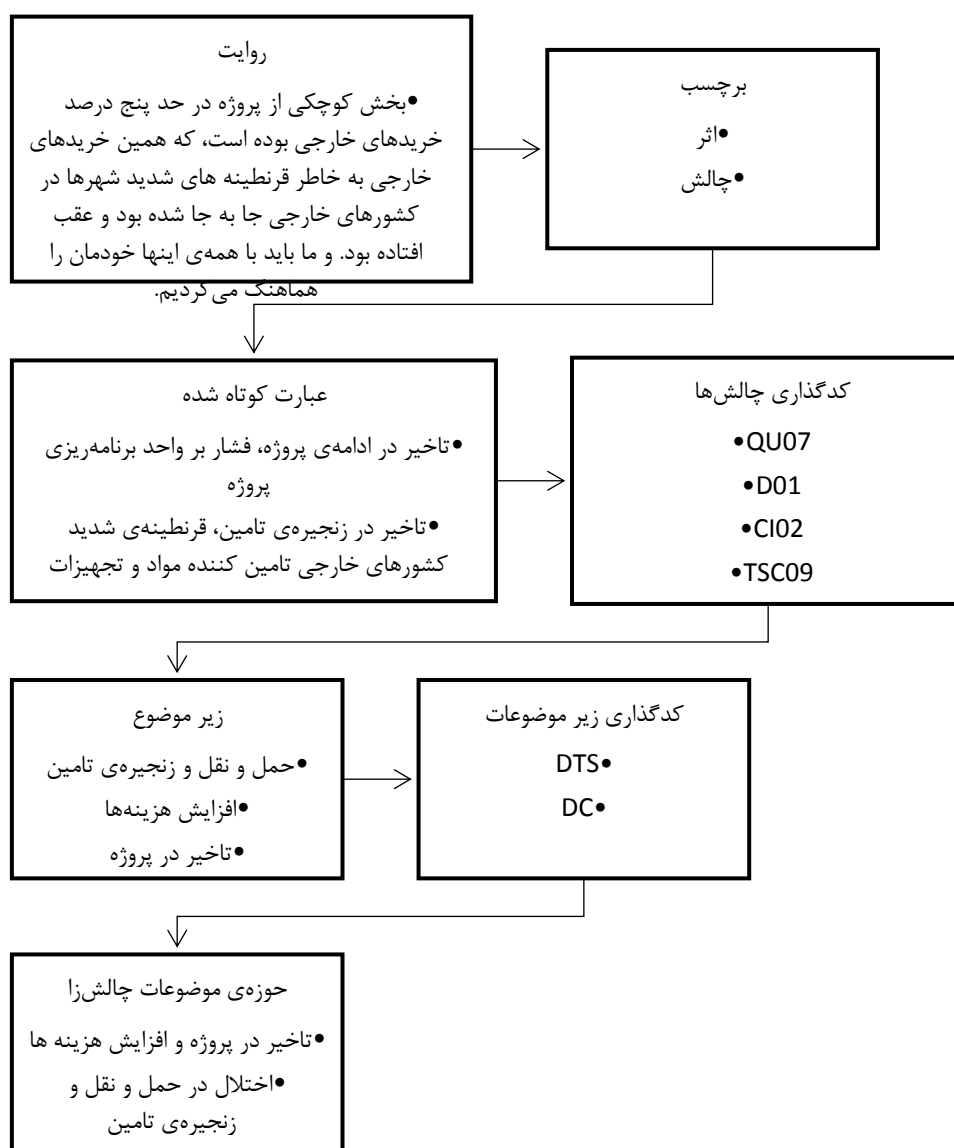 روایت
•بخش کوچکی از پروژه در حد پنج درصد
خریدهای خارجی بوده است، که همین خریدهای
خارجی به خاطر قرنطینه های شدید شهرها در
کشورهای خارجی جا به جا شده بود و عقب
افتاده بود. و ما باید با همه‌ی اینها خودمان را
هماهنگ می‌کردیم.
برچسب
•اثر
•چالش
عبارت کوتاه شده
•تاخیر در ادامه‌ی پروژه، فشار بر واحد برنامه‌ریزی
پروژه
•تاخیر در زنجیره‌ی تامین، قرنطینه‌ی شدید
کشورهای خارجی تامین کننده مواد و تجهیزات
کدگذاری چالش‌ها
•QU07
•D01
•CI02
•TSC09
زیر موضوع
•حمل و نقل و زنجیره‌ی تامین
•افزایش هزینه‌ها
•تاخیر در پروژه
کدگذاری زیر موضوعات
DTS•
DC•
حوزه‌ی موضوعات چالش‌زا
•تاخیر در پروژه و افزایش هزینه ها
•اختلال در حمل و نقل و
زنجیره‌ی تامین